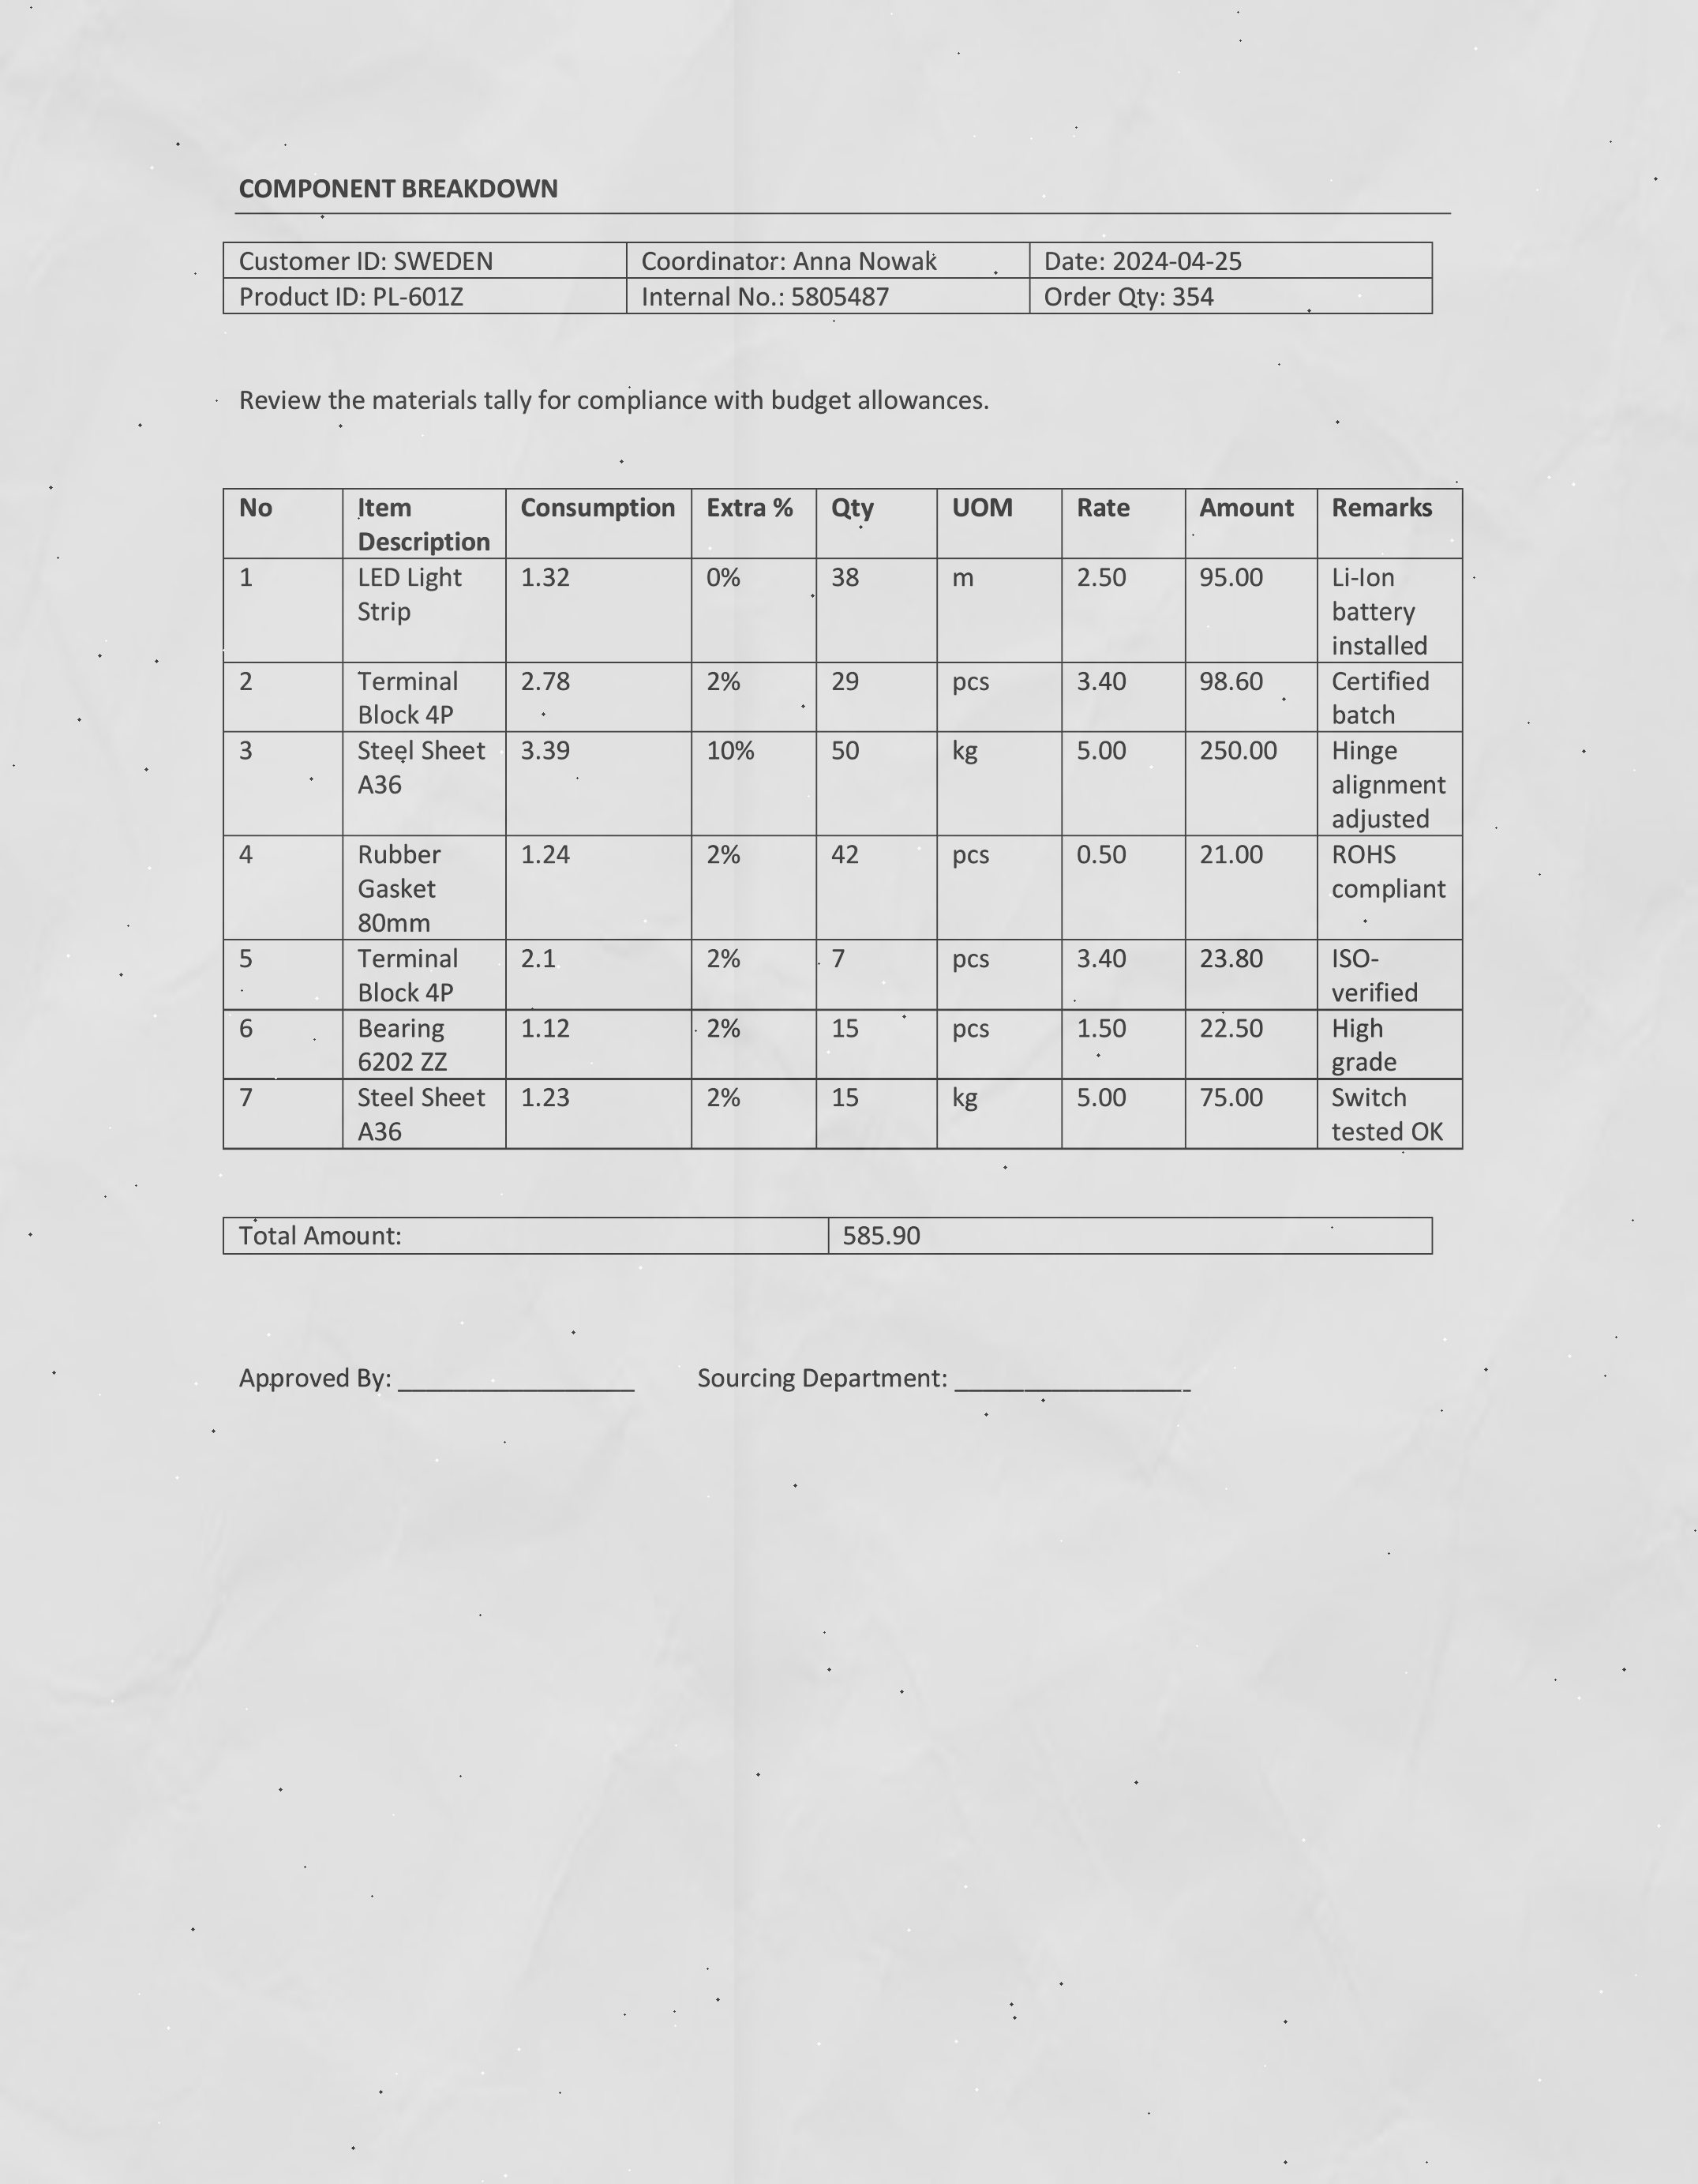 COMPONENT BREAKDOWN
Customer ID: SWEDEN Coordinator: Anna Nowak Date: 2024-04-25
Product ID: PL-601Z Internal No.: 5805487 Order Qty: 354
Review the materials tally for compliance with budget allowances.
No Item Description Consumption Extra % Qty UOM Rate Amount Remarks
1 LED Light Strip 1.32 0% 38 m 2.50 95.00 Li-Ion battery installed
2 Terminal Block 4P 2.78 2% 29 pcs 3.40 98.60 Certified batch
3 Steel Sheet A36 3.39 10% 50 kg 5.00 250.00 Hinge alignment adjusted
4 Rubber Gasket 80mm 1.24 2% 42 pcs 0.50 21.00 ROHS compliant
5 Terminal Block 4P 2.1 2% 7 pcs 3.40 23.80 ISO-verified
6 Bearing 6202 ZZ 1.12 2% 15 pcs 1.50 22.50 High grade
7 Steel Sheet A36 1.23 2% 15 kg 5.00 75.00 Switch tested OK
Total Amount: 585.90
Approved By: _________________ Sourcing Department: _________________